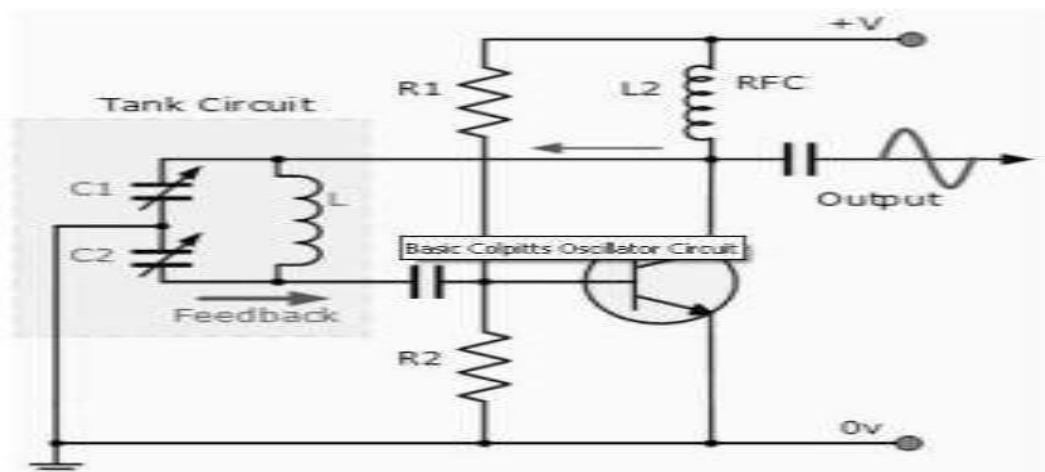 +V
R1
L2
RFC
Tank Circuit
C1
L
Output
C2
Basic Colpitts Oscillator Circuit
Feedback
R2
0v